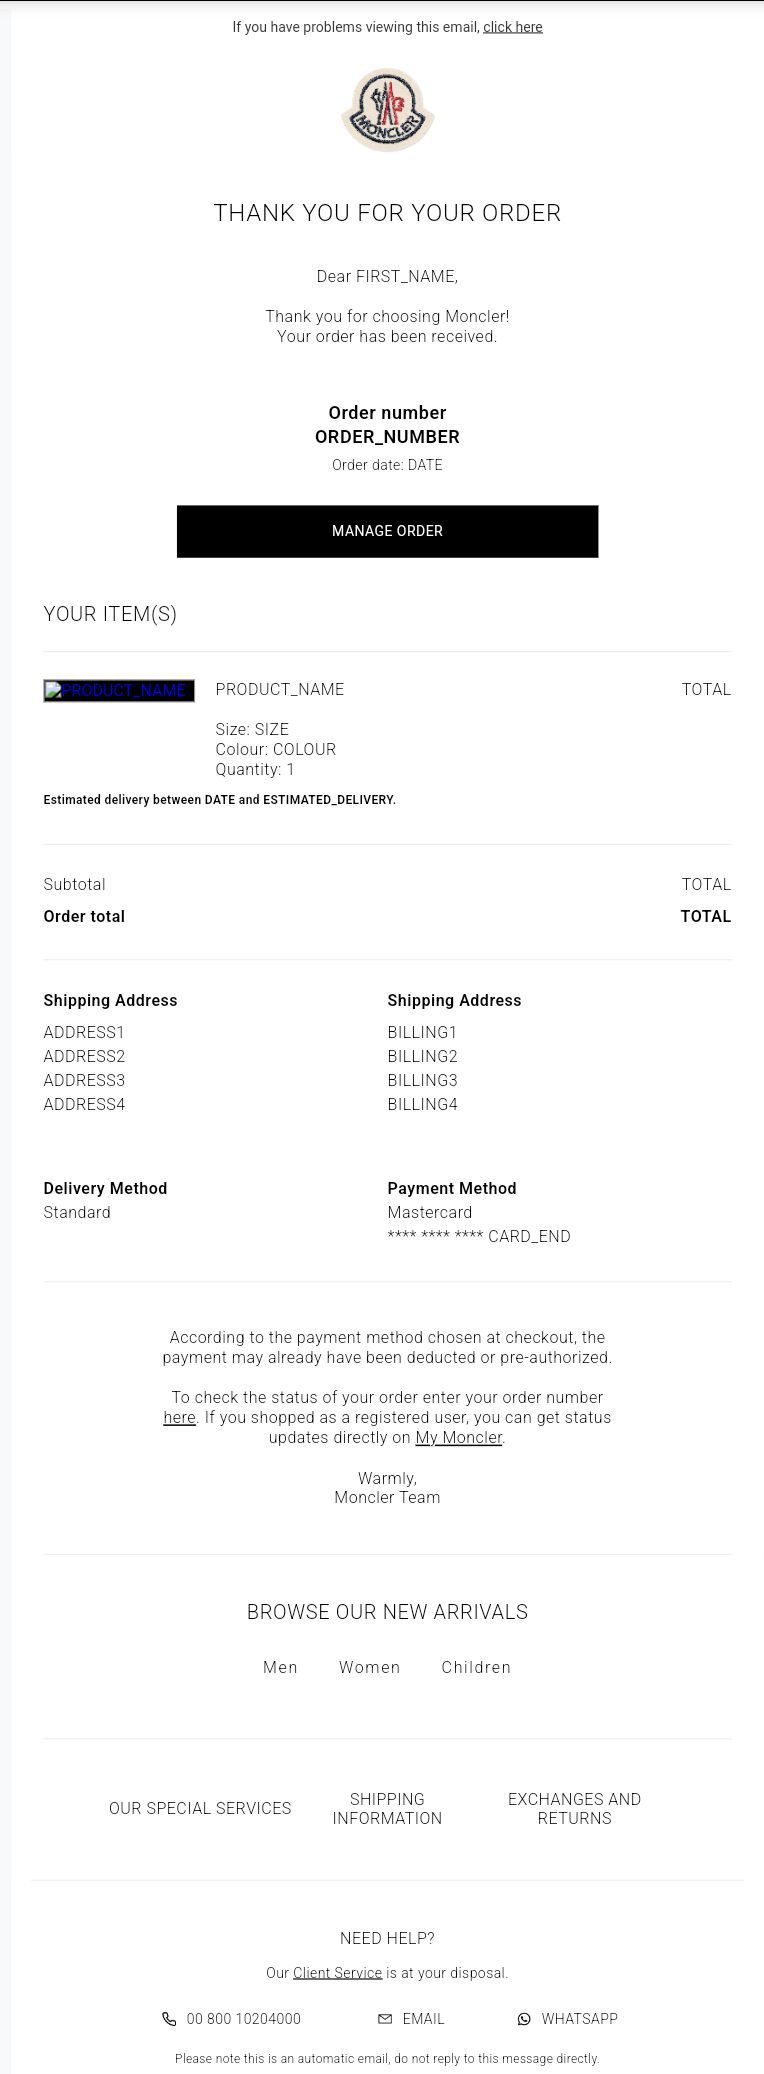 If you have problems viewing this email, click here
MONCLER
THANK YOU FOR YOUR ORDER
Dear FIRST_NAME,
Thank you for choosing Moncler!
Your order has been received.
Order number
ORDER_NUMBER
Order date: DATE
MANAGE ORDER
YOUR ITEM(S)
PRODUCT_NAME PRODUCT_NAME TOTAL
Size: SIZE
Colour: COLOUR
Quantity: 1
Estimated delivery between DATE and ESTIMATED_DELIVERY.
Subtotal TOTAL
Order total TOTAL
Shipping Address
ADDRESS1
ADDRESS2
ADDRESS3
ADDRESS4
Shipping Address
BILLING1
BILLING2
BILLING3
BILLING4
Delivery Method
Standard
Payment Method
Mastercard
**** **** **** CARD_END
According to the payment method chosen at checkout, the
payment may already have been deducted or pre-authorized.
To check the status of your order enter your order number
here. If you shopped as a registered user, you can get status
updates directly on My Moncler.
Warmly,
Moncler Team
BROWSE OUR NEW ARRIVALS
Men Women Children
OUR SPECIAL SERVICES
SHIPPING
INFORMATION
EXCHANGES AND
RETURNS
NEED HELP?
Our Client Service is at your disposal.
00 800 10204000 EMAIL WHATSAPP
Please note this is an automatic email, do not reply to this message directly.